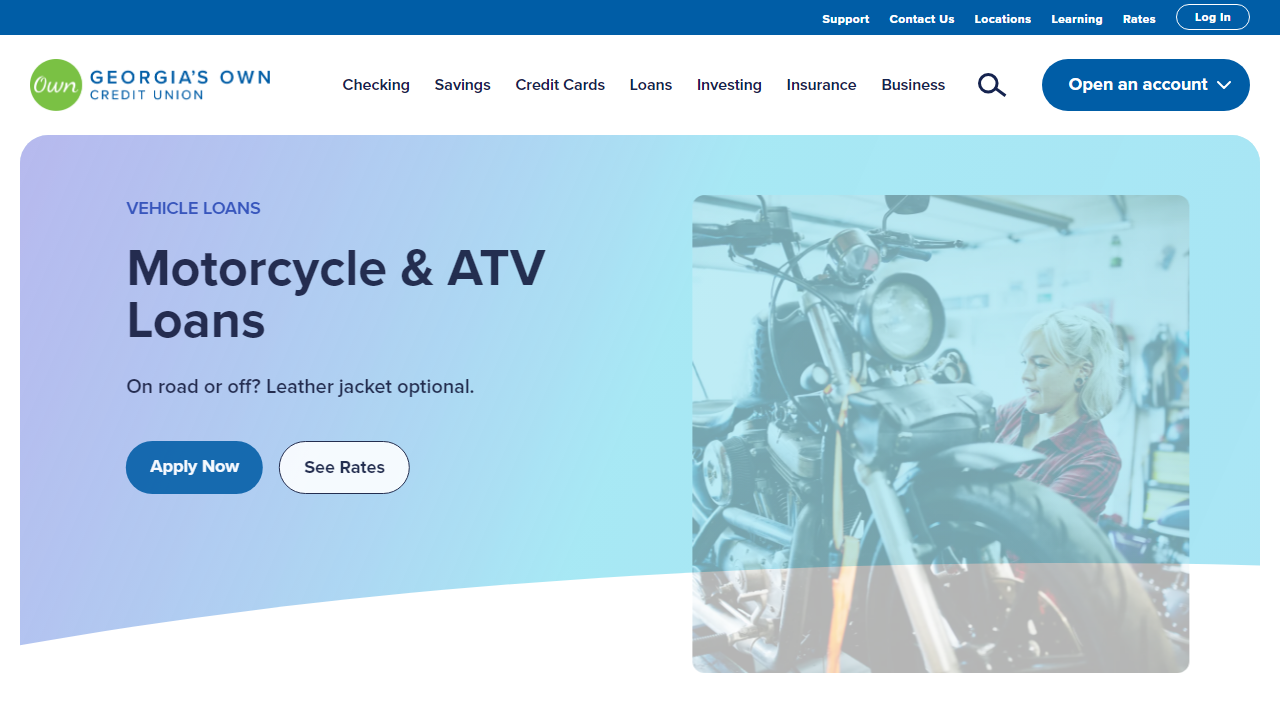 Support Contact Us Locations Learning Rates Log In
Own GEORGIA'S OWN
CREDIT UNION
Checking Savings Credit Cards Loans Investing Insurance Business Open an account
VEHICLE LOANS
Motorcycle & ATV
Loans
On road or off? Leather jacket optional.
Apply Now See Rates